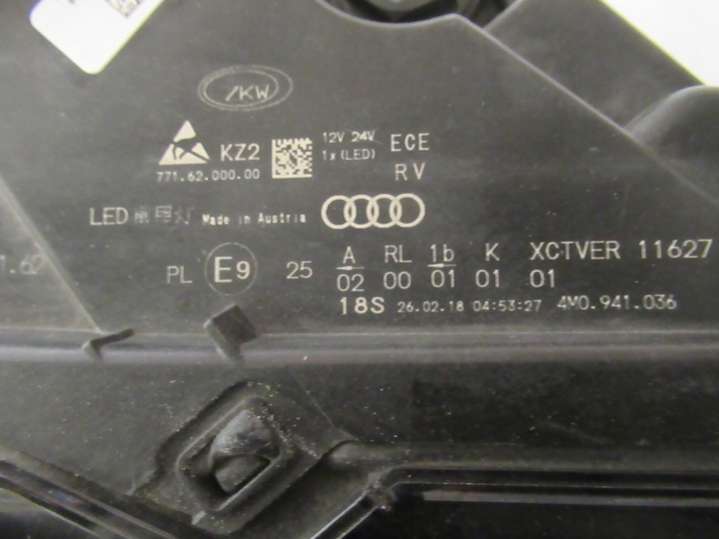 ZKW
KZ2
771.62.000.00
12V 24V
1x(LED)
ECE
RV
LED Made in Austria
PL E9 25 A RL 1b K XCTVER 11627
02 00 01 01 01
18S 26.02.18 04:53:27 4M0.941.036